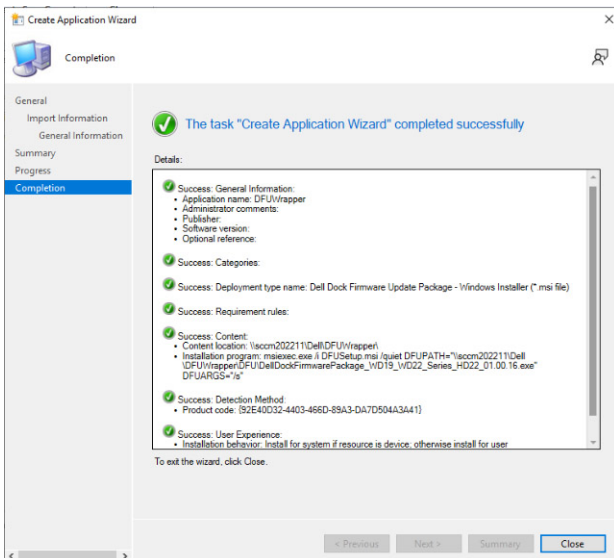 Create Application Wizard
Completion
General
Import Information
General Information
Summary
Progress
Completion
The task "Create Application Wizard" completed successfully
Details:
Success: General Information:
• Application name: DFUWrapper
• Administrator comments:
• Publisher:
• Software version:
• Optional reference:
Success: Categories:
Success: Deployment type name: Dell Dock Firmware Update Package - Windows Installer (*.msi file)
Success: Requirement rules:
Success: Content:
• Content location: \\sccm202211\Dell\DFUWrapper\
• Installation program: msiexec.exe /i DFUSetup.msi /quiet DFUPATH="\\sccm202211\Dell
\DFUWrapper\DFU\DellDockFirmwarePackage_WD19_WD22_Series_HD22_01.00.16.exe"
DFUARGS="/s"
Success: Detection Method:
• Product code: {92E40D32-4403-466D-89A3-DA7D504A3A41}
Success: User Experience:
• Installation behavior: Install for system if resource is device; otherwise install for user
To exit the wizard, click Close.
< Previous
Next >
Summary
Close